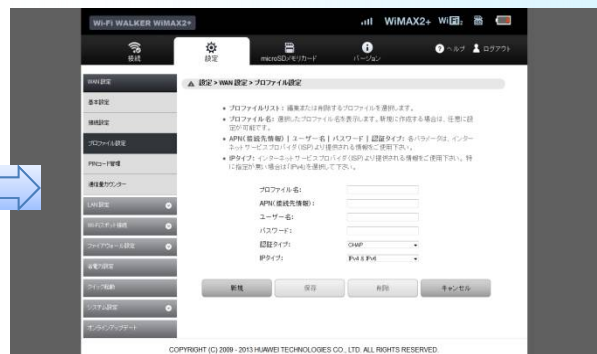 Wi-Fi WALKER WiMAX2+
WiMAX2+ Wi
接続
設定
microSD/メモリカード
バージョン
ヘルプ
ログアウト
WAN設定
基本設定
接続設定
プロファイル設定
PINコード管理
通信量カウンター
LAN設定
Wi-Fiスポット接続
ファイアウォール設定
省電力設定
クイック起動
システム設定
オンラインアップデート
設定 > WAN設定 > プロファイル設定
• プロファイルリスト: 編集または削除するプロファイルを選択します。
• プロファイル名: 選択したプロファイル名を表示します。新規に作成する場合は、任意に設
定が可能です。
• APN(接続先情報) | ユーザー名 | パスワード | 認証タイプ: 各パラメータは、インター
ネットサービスプロバイダ(ISP)より提供される情報をご使用下さい。
• IPタイプ: インターネットサービスプロバイダ(ISP)より提供される情報をご使用下さい。特
に指定が無い場合は「IPv4」を選択して下さい。
プロファイル名:
APN(接続先情報):
ユーザー名:
パスワード:
認証タイプ: CHAP
IPタイプ: IPv4 & IPv6
新規 保存 削除 キャンセル
COPYRIGHT (C) 2009 - 2013 HUAWEI TECHNOLOGIES CO., LTD. ALL RIGHTS RESERVED.